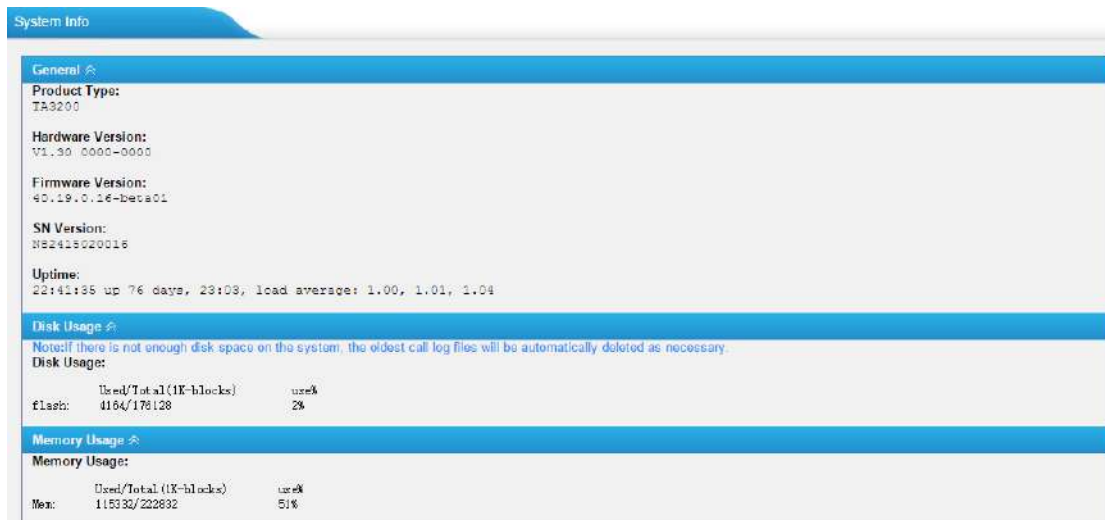 System Info
General
Product Type:
TA3200
Hardware Version:
V1.30 0000-0000
Firmware Version:
40.19.0.16-beta01
SN Version:
N82415020016
Uptime:
22:41:35 up 76 days, 23:03, load average: 1.00, 1.01, 1.04
Disk Usage
Note:If there is not enough disk space on the system, the oldest call log files will be automatically deleted as necessary.
Disk Usage:
Used/Total(1K-blocks) use%
flash: 4164/176128 2%
Memory Usage
Memory Usage:
Used/Total(1K-blocks) use%
Mem: 115332/222832 51%